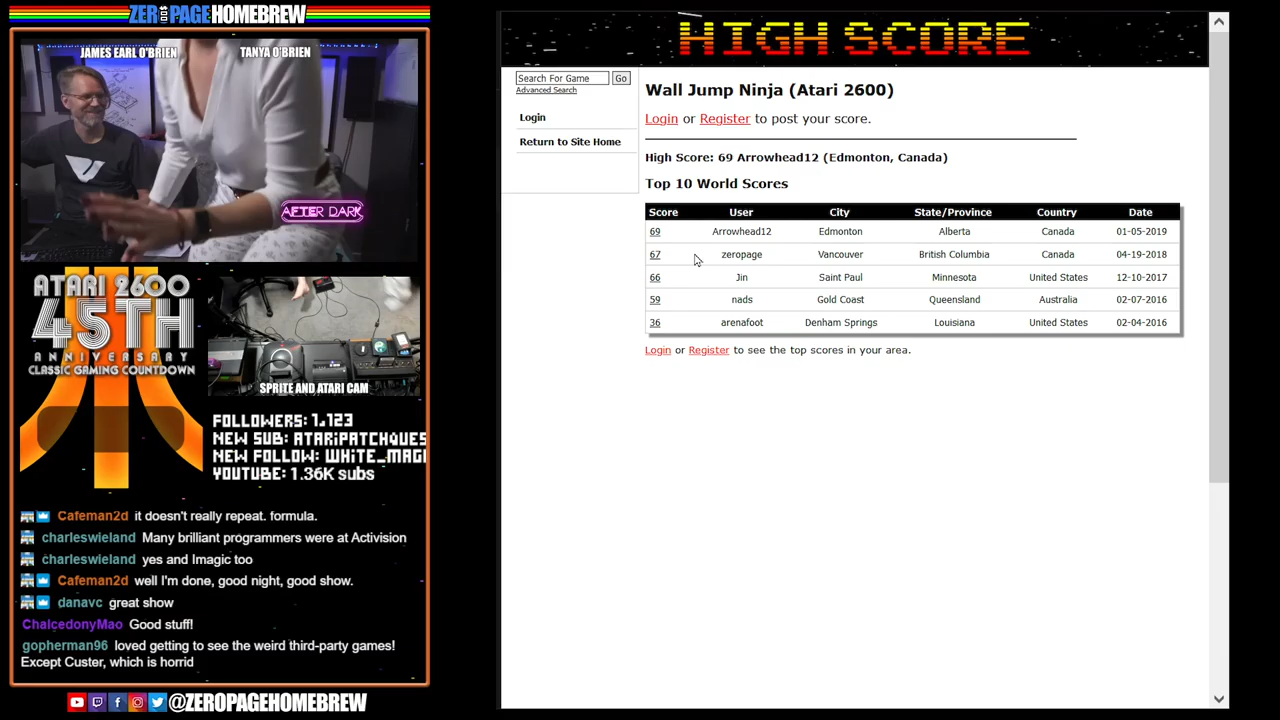 ZERO PAGE HOMEBREW
JAMES EARL O'BRIEN
TANYA O'BRIEN
AFTER DARK
ATARI 2600
45TH
ANNIVERSARY
CLASSIC GAMING COUNTDOWN
SPRITE AND ATARI CAM
FOLLOWERS: 1,123
NEW SUB: ATARIPATCHQUES
NEW FOLLOW: WHITE_MAG
YOUTUBE: 1.36K subs
Cafeman2d it doesn't really repeat. formula.
charleswieland Many brilliant programmers were at Activision
charleswieland yes and Imagic too
Cafeman2d well I'm done, good night, good show.
danavc great show
ChalcedonyMao Good stuff!
gopherman96 loved getting to see the weird third-party games!
Except Custer, which is horrid
@ZEROPAGEHOMEBREW
HIGH SCORE
Search For Game Go
Advanced Search
Login
Return to Site Home
Wall Jump Ninja (Atari 2600)
Login or Register to post your score.
High Score: 69 Arrowhead12 (Edmonton, Canada)
Top 10 World Scores
Score User City State/Province Country Date
69 Arrowhead12 Edmonton Alberta Canada 01-05-2019
67 zeropage Vancouver British Columbia Canada 04-19-2018
66 Jin Saint Paul Minnesota United States 12-10-2017
59 nads Gold Coast Queensland Australia 02-07-2016
36 arenafoot Denham Springs Louisiana United States 02-04-2016
Login or Register to see the top scores in your area.